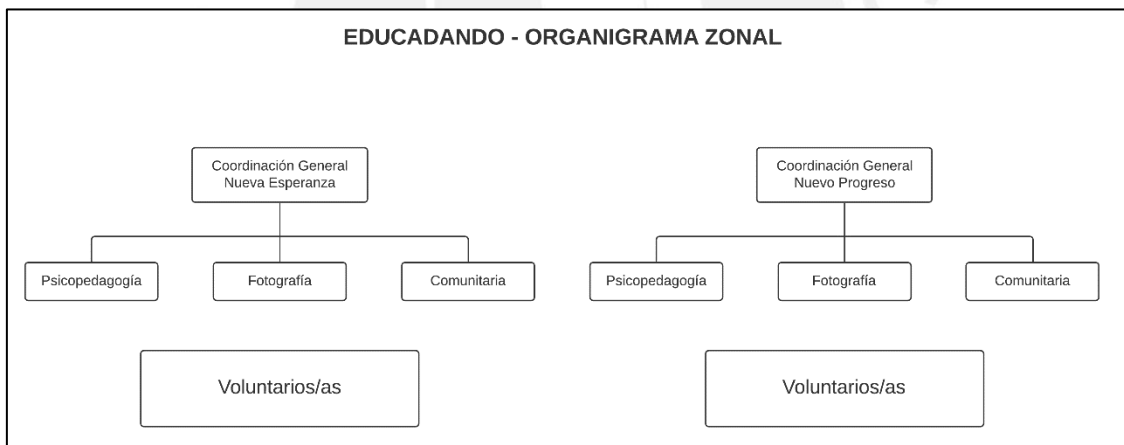 EDUCADANDO - ORGANIGRAMA ZONAL
Coordinación General
Nueva Esperanza
Psicopedagogía
Fotografía
Comunitaria
Voluntarios/as
Coordinación General
Nuevo Progreso
Psicopedagogía
Fotografía
Comunitaria
Voluntarios/as